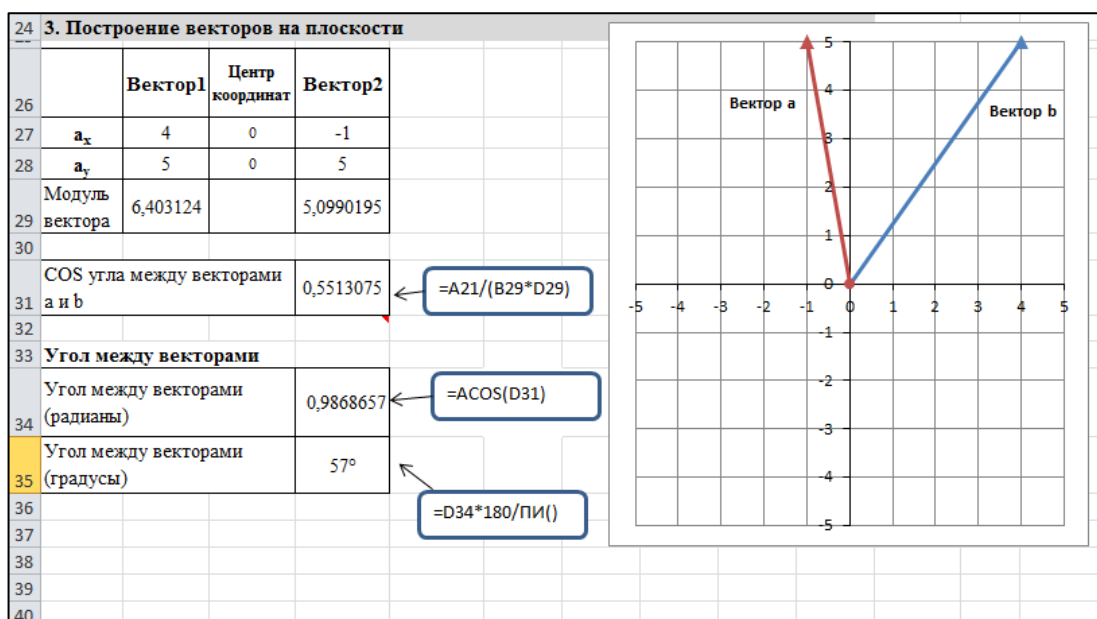 24 3. Построение векторов на плоскости
Вектор1 Центр координат Вектор2
26
27 ax 4 0 -1
28 ay 5 0 5
29 Модуль вектора 6,403124 5,0990195
30
31 COS угла между векторами а и b 0,5513075
=A21/(B29*D29)
32
33 Угол между векторами
34 Угол между векторами (радианы) 0,9868657
=ACOS(D31)
35 Угол между векторами (градусы) 57°
=D34*180/ПИ()
36
37
38
39
40
Вектор a
Вектор b
5
4
3
2
1
0
-1
-2
-3
-4
-5
-5 -4 -3 -2 -1 0 1 2 3 4 5